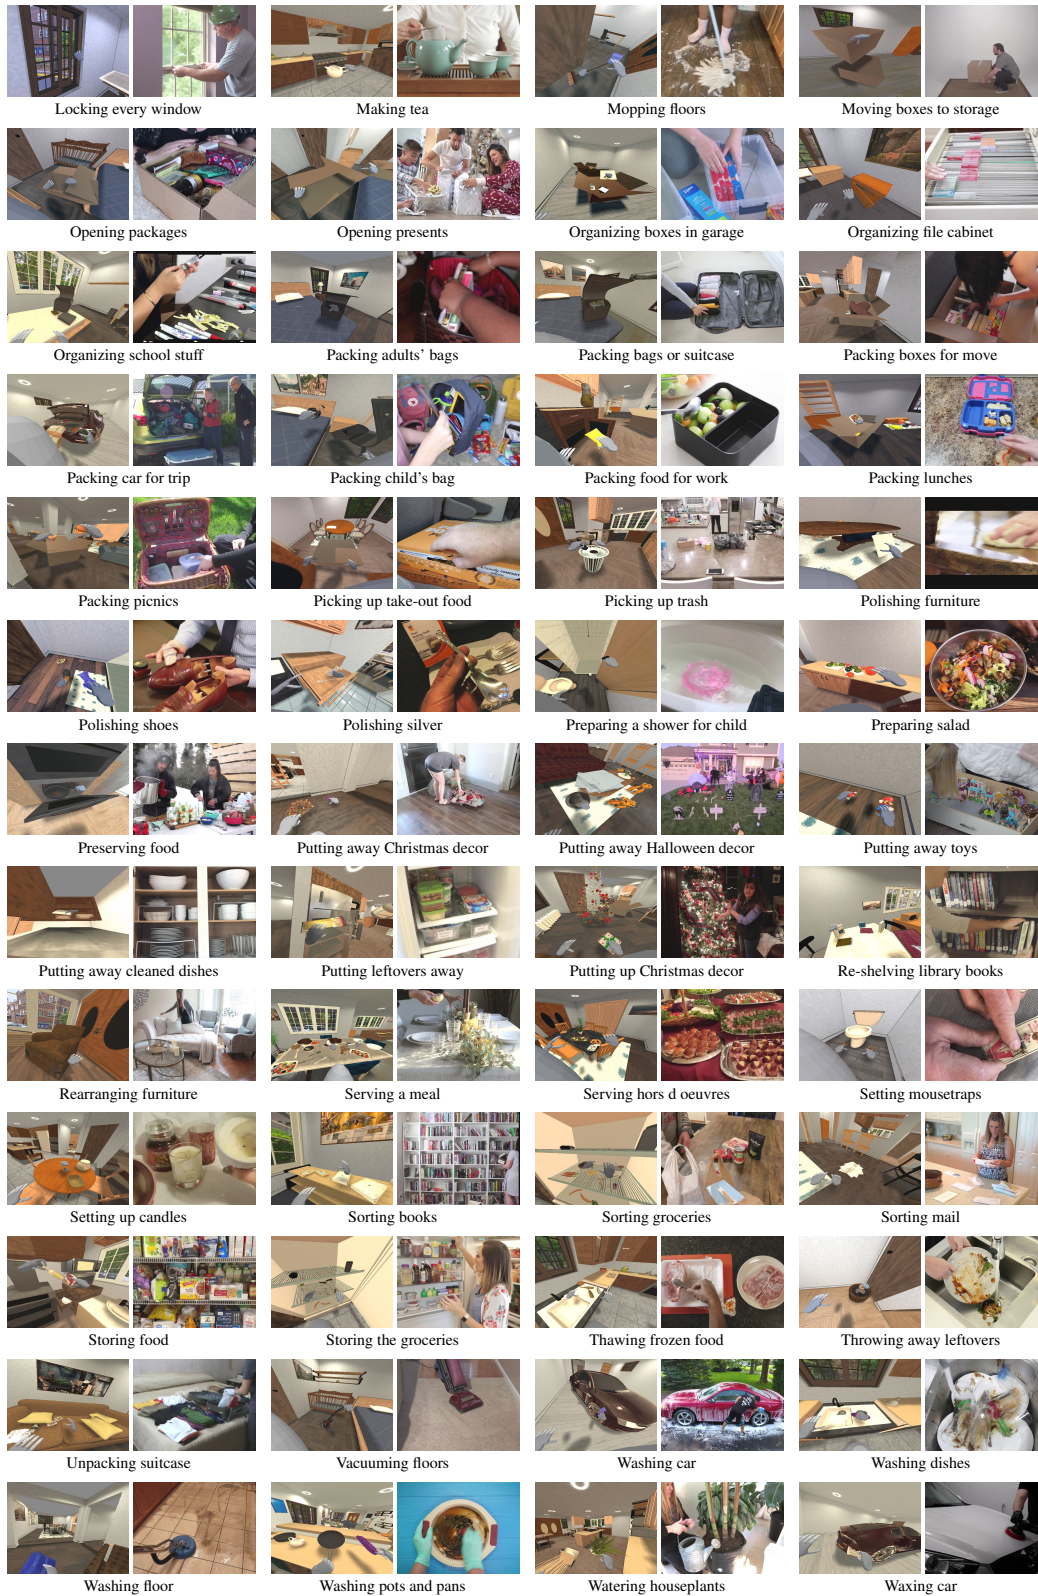 Locking every window
Making tea
Mopping floors
Moving boxes to storage
Opening packages
Opening presents
Organizing boxes in garage
Organizing file cabinet
Organizing school stuff
Packing adults' bags
Packing bags or suitcase
Packing boxes for move
Packing car for trip
Packing child's bag
Packing food for work
Packing lunches
Packing picnics
Picking up take-out food
Picking up trash
Polishing furniture
Polishing shoes
Polishing silver
Preparing a shower for child
Preparing salad
Preserving food
Putting away Christmas decor
Putting away Halloween decor
Putting away toys
Putting away cleaned dishes
Putting leftovers away
Putting up Christmas decor
Re-shelving library books
Rearranging furniture
Serving a meal
Serving hors d oeuvres
Setting mousetraps
Setting up candles
Sorting books
Sorting groceries
Sorting mail
Storing food
Storing the groceries
Thawing frozen food
Throwing away leftovers
Unpacking suitcase
Vacuuming floors
Washing car
Washing dishes
Washing floor
Washing pots and pans
Watering houseplants
Waxing car